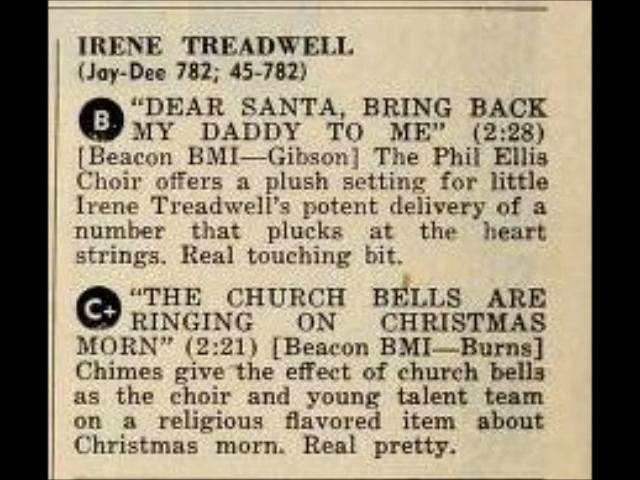 IRENE TREADWELL
(Jay-Dee 782; 45-782)
B "DEAR SANTA, BRING BACK
MY DADDY TO ME" (2:28)
[Beacon BMI—Gibson] The Phil Ellis
Choir offers a plush setting for little
Irene Treadwell's potent delivery of a
number that plucks at the heart
strings. Real touching bit.
C+ "THE CHURCH BELLS ARE
RINGING ON CHRISTMAS
MORN" (2:21) [Beacon BMI—Burns]
Chimes give the effect of church bells
as the choir and young talent team
on a religious flavored item about
Christmas morn. Real pretty.